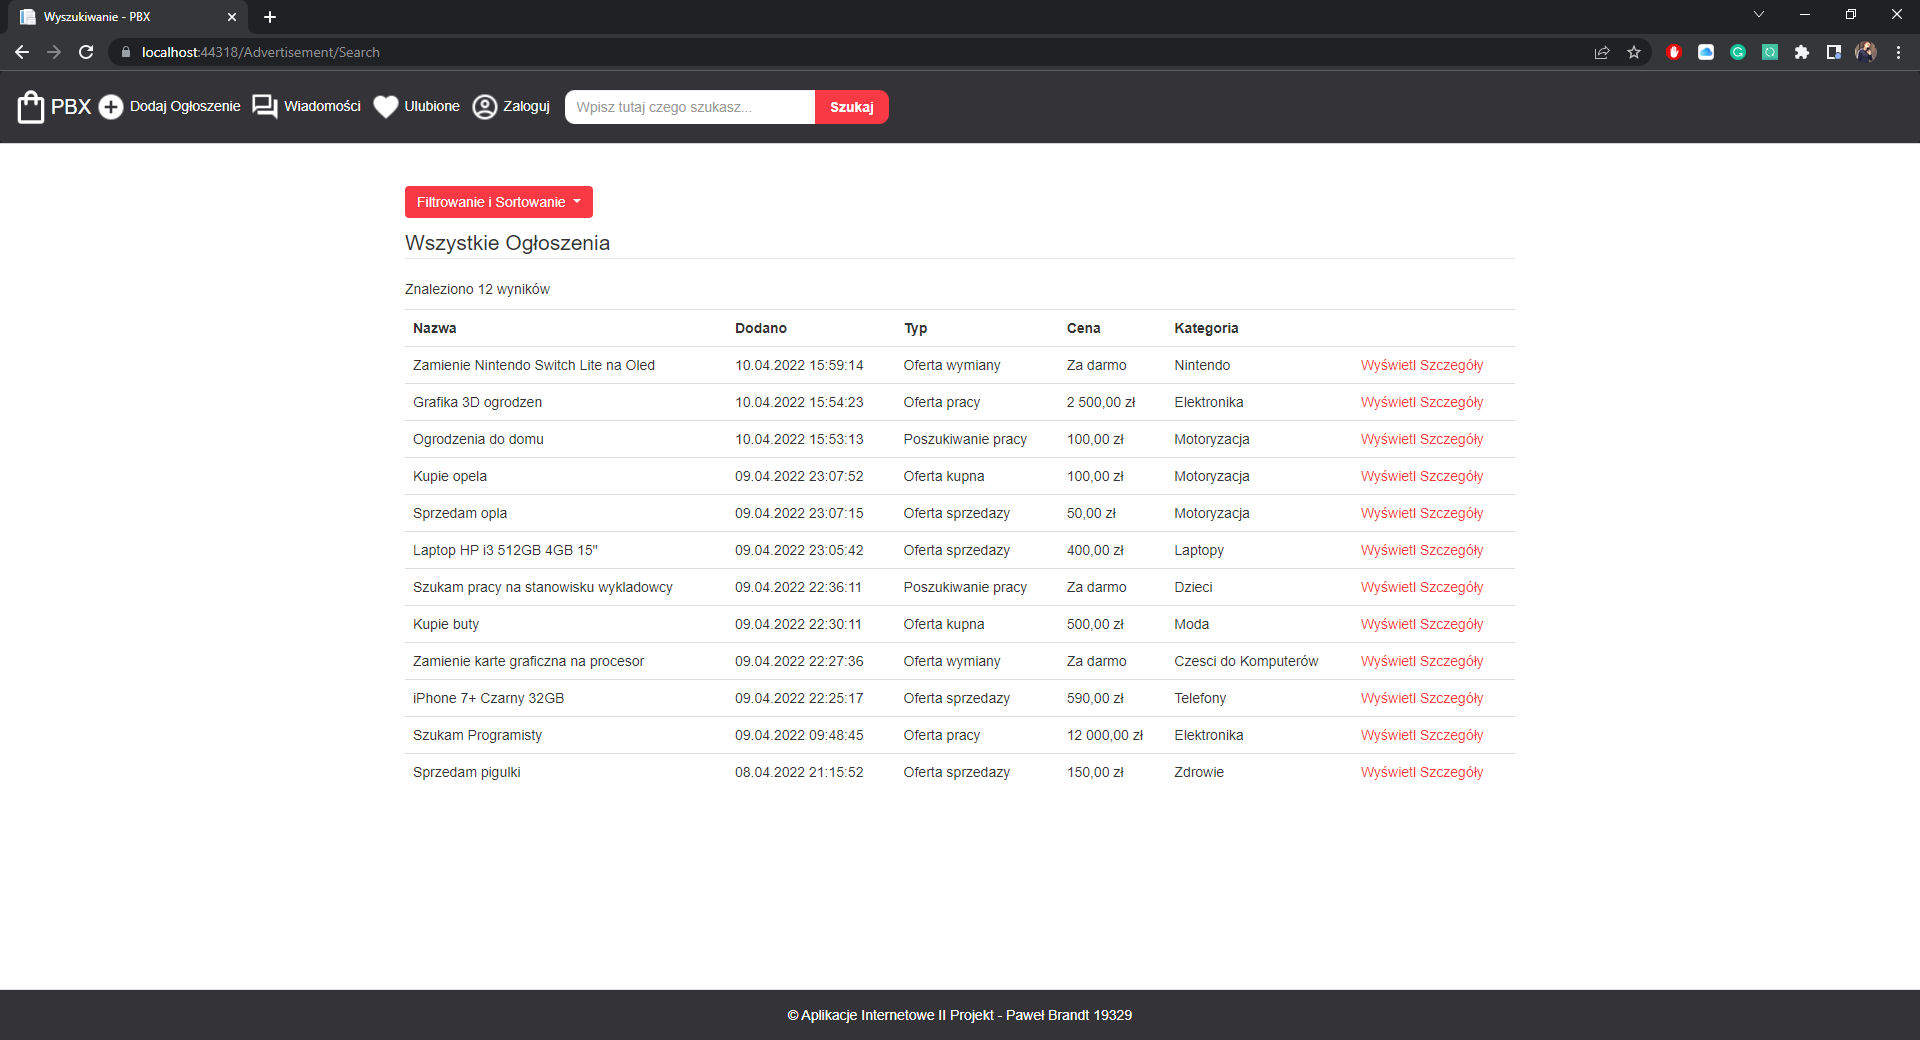 Wyszukiwanie - PBX
localhost:44318/Advertisement/Search
PBX Dodaj Ogłoszenie Wiadomości Ulubione Zaloguj Wpisz tutaj czego szukasz... Szukaj
Filtrowanie i Sortowanie
Wszystkie Ogłoszenia
Znaleziono 12 wyników
Nazwa Dodano Typ Cena Kategoria
Zamienie Nintendo Switch Lite na Oled 10.04.2022 15:59:14 Oferta wymiany Za darmo Nintendo Wyświetl Szczegóły
Grafika 3D ogrodzen 10.04.2022 15:54:23 Oferta pracy 2 500,00 zł Elektronika Wyświetl Szczegóły
Ogrodzenia do domu 10.04.2022 15:53:13 Poszukiwanie pracy 100,00 zł Motoryzacja Wyświetl Szczegóły
Kupie opela 09.04.2022 23:07:52 Oferta kupna 100,00 zł Motoryzacja Wyświetl Szczegóły
Sprzedam opla 09.04.2022 23:07:15 Oferta sprzedazy 50,00 zł Motoryzacja Wyświetl Szczegóły
Laptop HP i3 512GB 4GB 15" 09.04.2022 23:05:42 Oferta sprzedazy 400,00 zł Laptopy Wyświetl Szczegóły
Szukam pracy na stanowisku wykladowcy 09.04.2022 22:36:11 Poszukiwanie pracy Za darmo Dzieci Wyświetl Szczegóły
Kupie buty 09.04.2022 22:30:11 Oferta kupna 500,00 zł Moda Wyświetl Szczegóły
Zamienie karte graficzna na procesor 09.04.2022 22:27:36 Oferta wymiany Za darmo Czesci do Komputerów Wyświetl Szczegóły
iPhone 7+ Czarny 32GB 09.04.2022 22:25:17 Oferta sprzedazy 590,00 zł Telefony Wyświetl Szczegóły
Szukam Programisty 09.04.2022 09:48:45 Oferta pracy 12 000,00 zł Elektronika Wyświetl Szczegóły
Sprzedam pigulki 08.04.2022 21:15:52 Oferta sprzedazy 150,00 zł Zdrowie Wyświetl Szczegóły
© Aplikacje Internetowe II Projekt - Paweł Brandt 19329